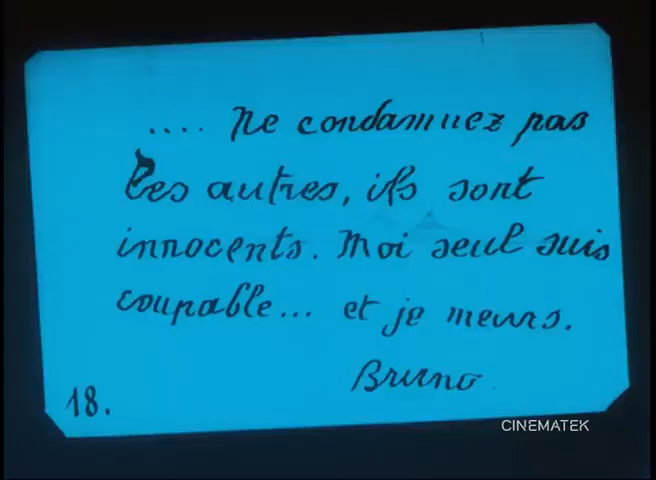 .... Ne condamnez pas
les autres, ils sont
innocents. Moi seul suis
coupable... et je meurs.
Bruno
18.
CINEMATEK